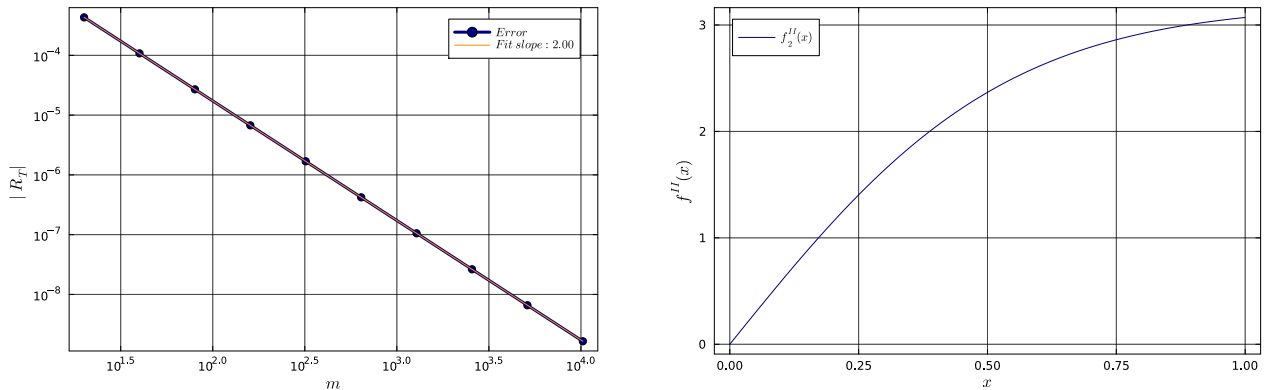 10^{-4}
10^{-5}
10^{-6}
10^{-7}
10^{-8}
| R_T|
10^{1.5}
10^{2.0}
10^{2.5}
10^{3.0}
10^{3.5}
10^{4.0}
m
Error
Fit slope : 2.00
3
2
1
0
f^{II}(x)
0.00
0.25
0.50
0.75
1.00
x
f_2^{II}(x)